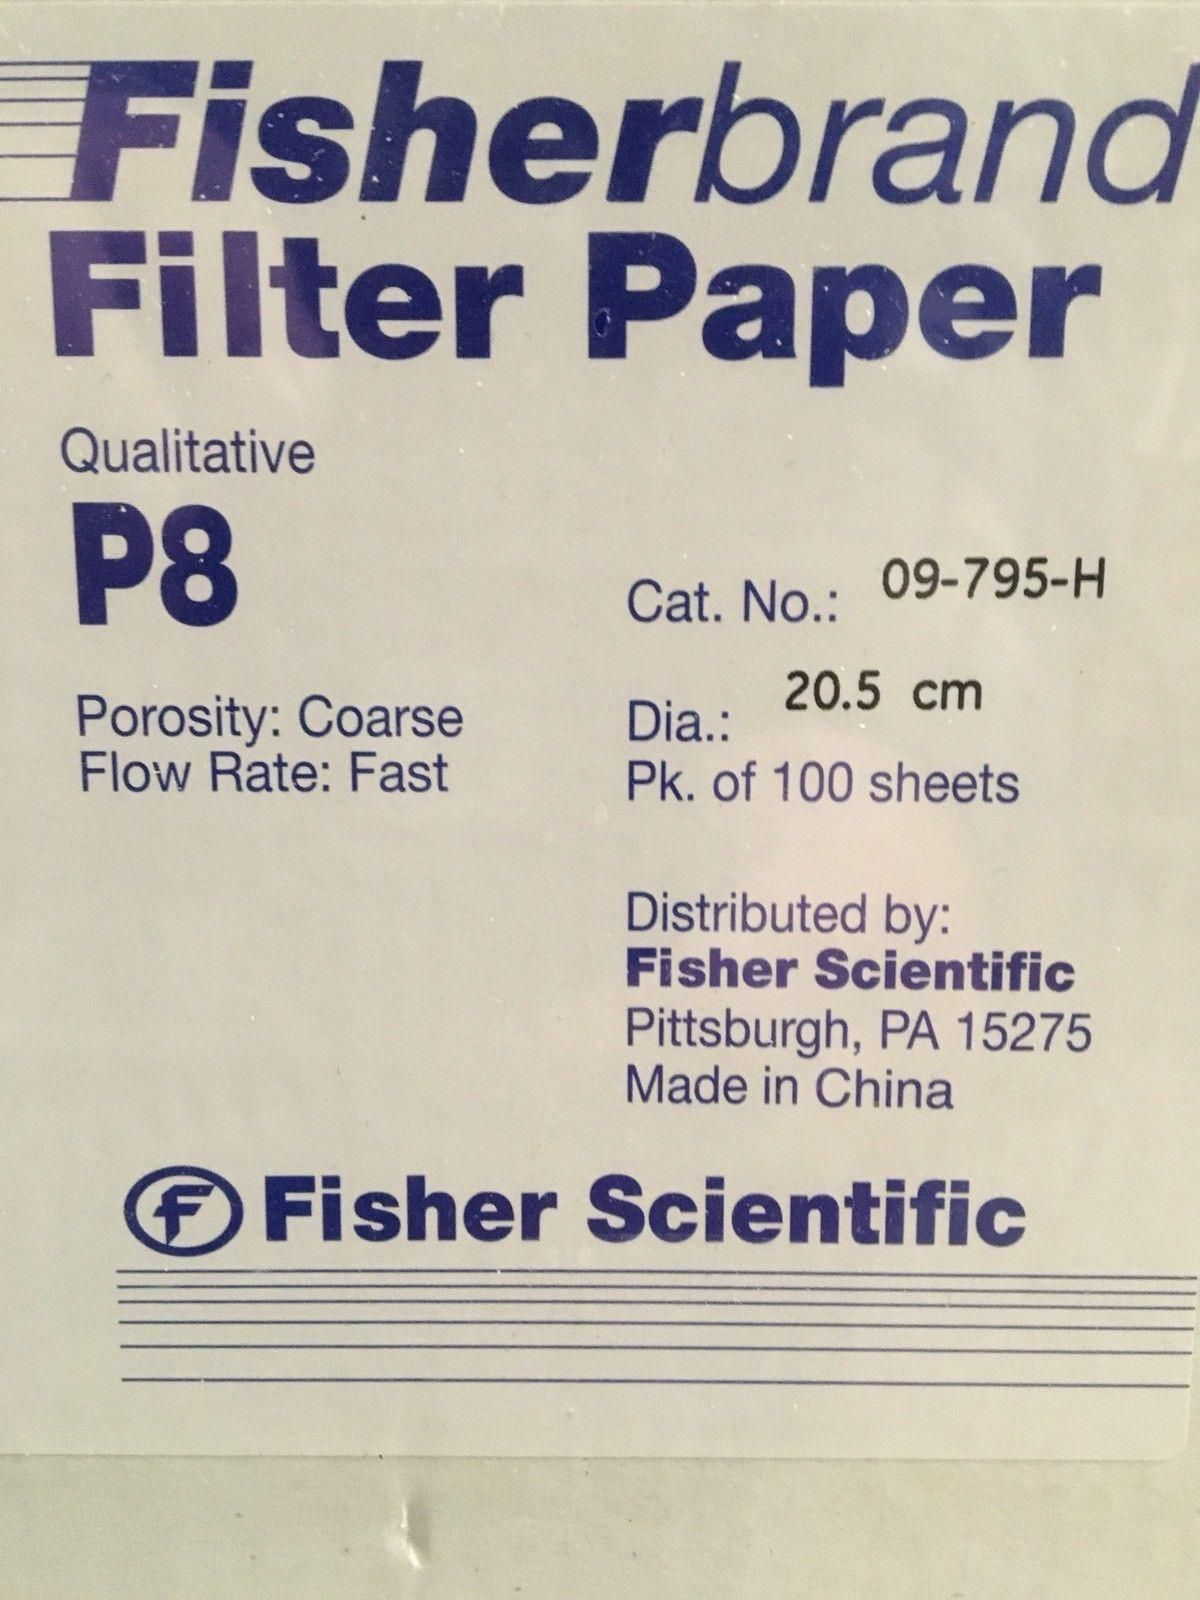 Fisherbrand
Filter Paper
Qualitative
P8
Porosity: Coarse
Flow Rate: Fast
Cat. No.: 09-795-H
Dia.: 20.5 cm
Pk. of 100 sheets
Distributed by:
Fisher Scientific
Pittsburgh, PA 15275
Made in China
F Fisher Scientific